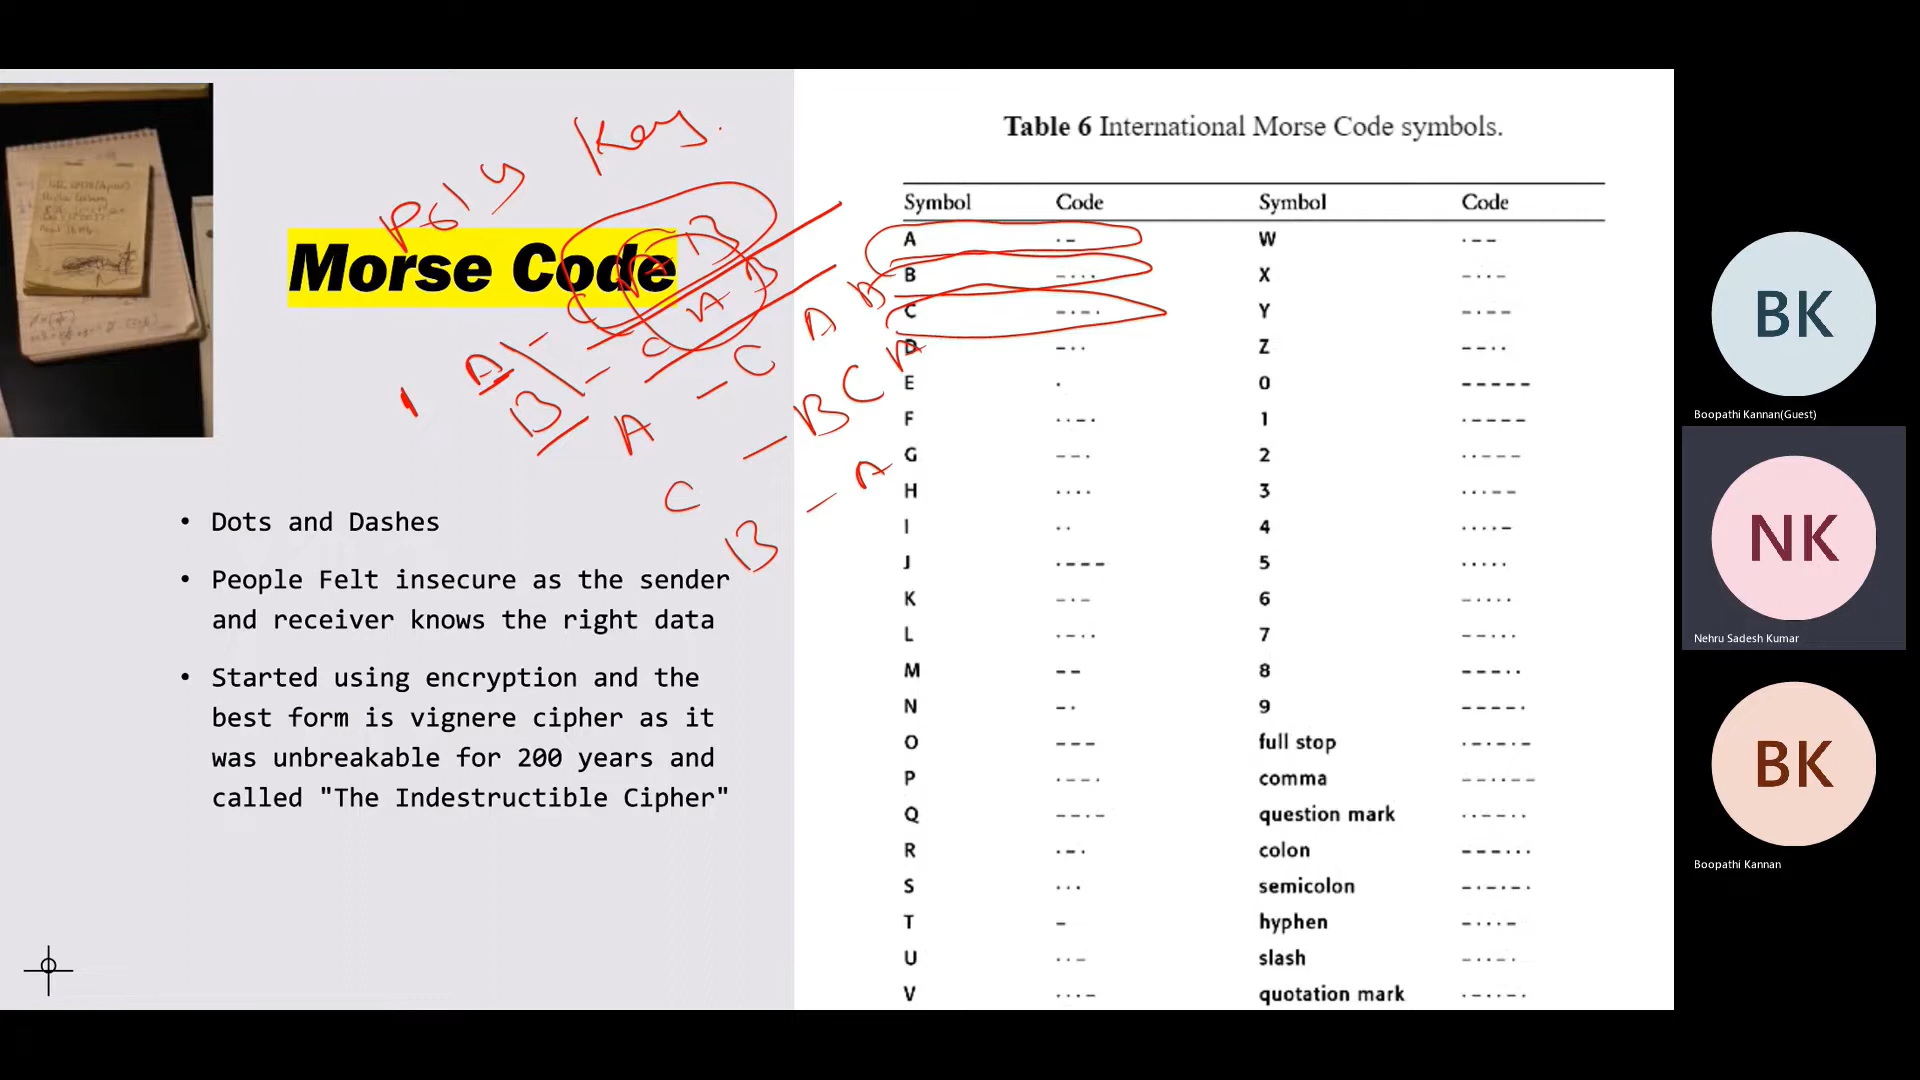 Poly Key.
Morse Code
• Dots and Dashes
• People Felt insecure as the sender
and receiver knows the right data
• Started using encryption and the
best form is vignere cipher as it
was unbreakable for 200 years and
called "The Indestructible Cipher"
Table 6 International Morse Code symbols.
Symbol Code Symbol Code
A ·– W ·––
B –··· X –··–
C –·–· Y –·––
D –·· Z ––··
E · 0 –––––
F ··–· 1 ·––––
G ––· 2 ··–––
H ···· 3 ···––
I ·· 4 ····–
J ·––– 5 ·····
K –·– 6 –····
L ·–·· 7 ––···
M –– 8 –––··
N –· 9 ––––·
O ––– full stop ·–·–·–
P ·––· comma ––··––
Q ––·– question mark ··––··
R ·–· colon –––···
S ··· semicolon –·–·–·
T – hyphen –····–
U ··– slash –··–·
V ···– quotation mark ·–··–·
BK
Boopathi Kannan(Guest)
NK
Nehru Sadesh Kumar
BK
Boopathi Kannan